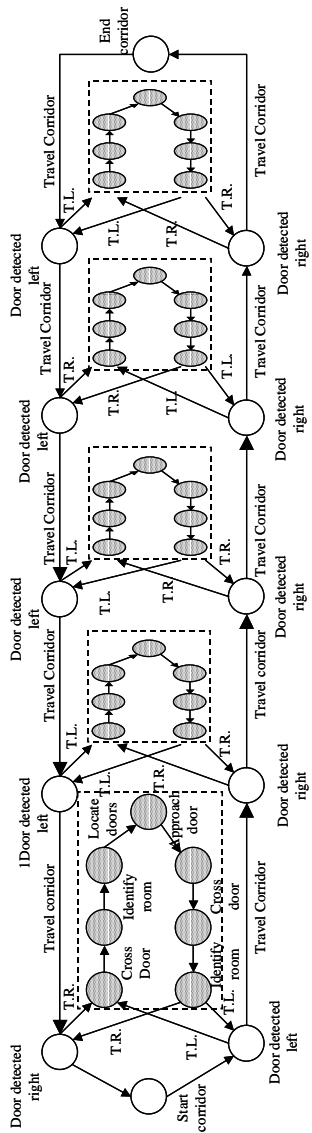 Door detected
right
1Door detected
left
Door detected
left
Door detected
left
Door detected
left
End
corridor
Travel corridor
Travel Corridor
Travel Corridor
Travel Corridor
Travel Corridor
T.R.
T.L.
T.L.
T.R.
T.L.
Locate
doors
Cross
Door
Identify
room
T.R.
T.L.
T.L.
T.R.
T.L.
Start
corridor
T.L.
T.R.
T.R
T.L
T.R.
Approach
door
Identify
room
Cross
door
T.L.
T.R.
T.R.
T.L.
T.R.
Travel Corridor
Travel corridor
Travel Corridor
Travel Corridor
Travel Corridor
Door detected
left
Door detected
right
Door detected
right
Door detected
right
Door detected
right